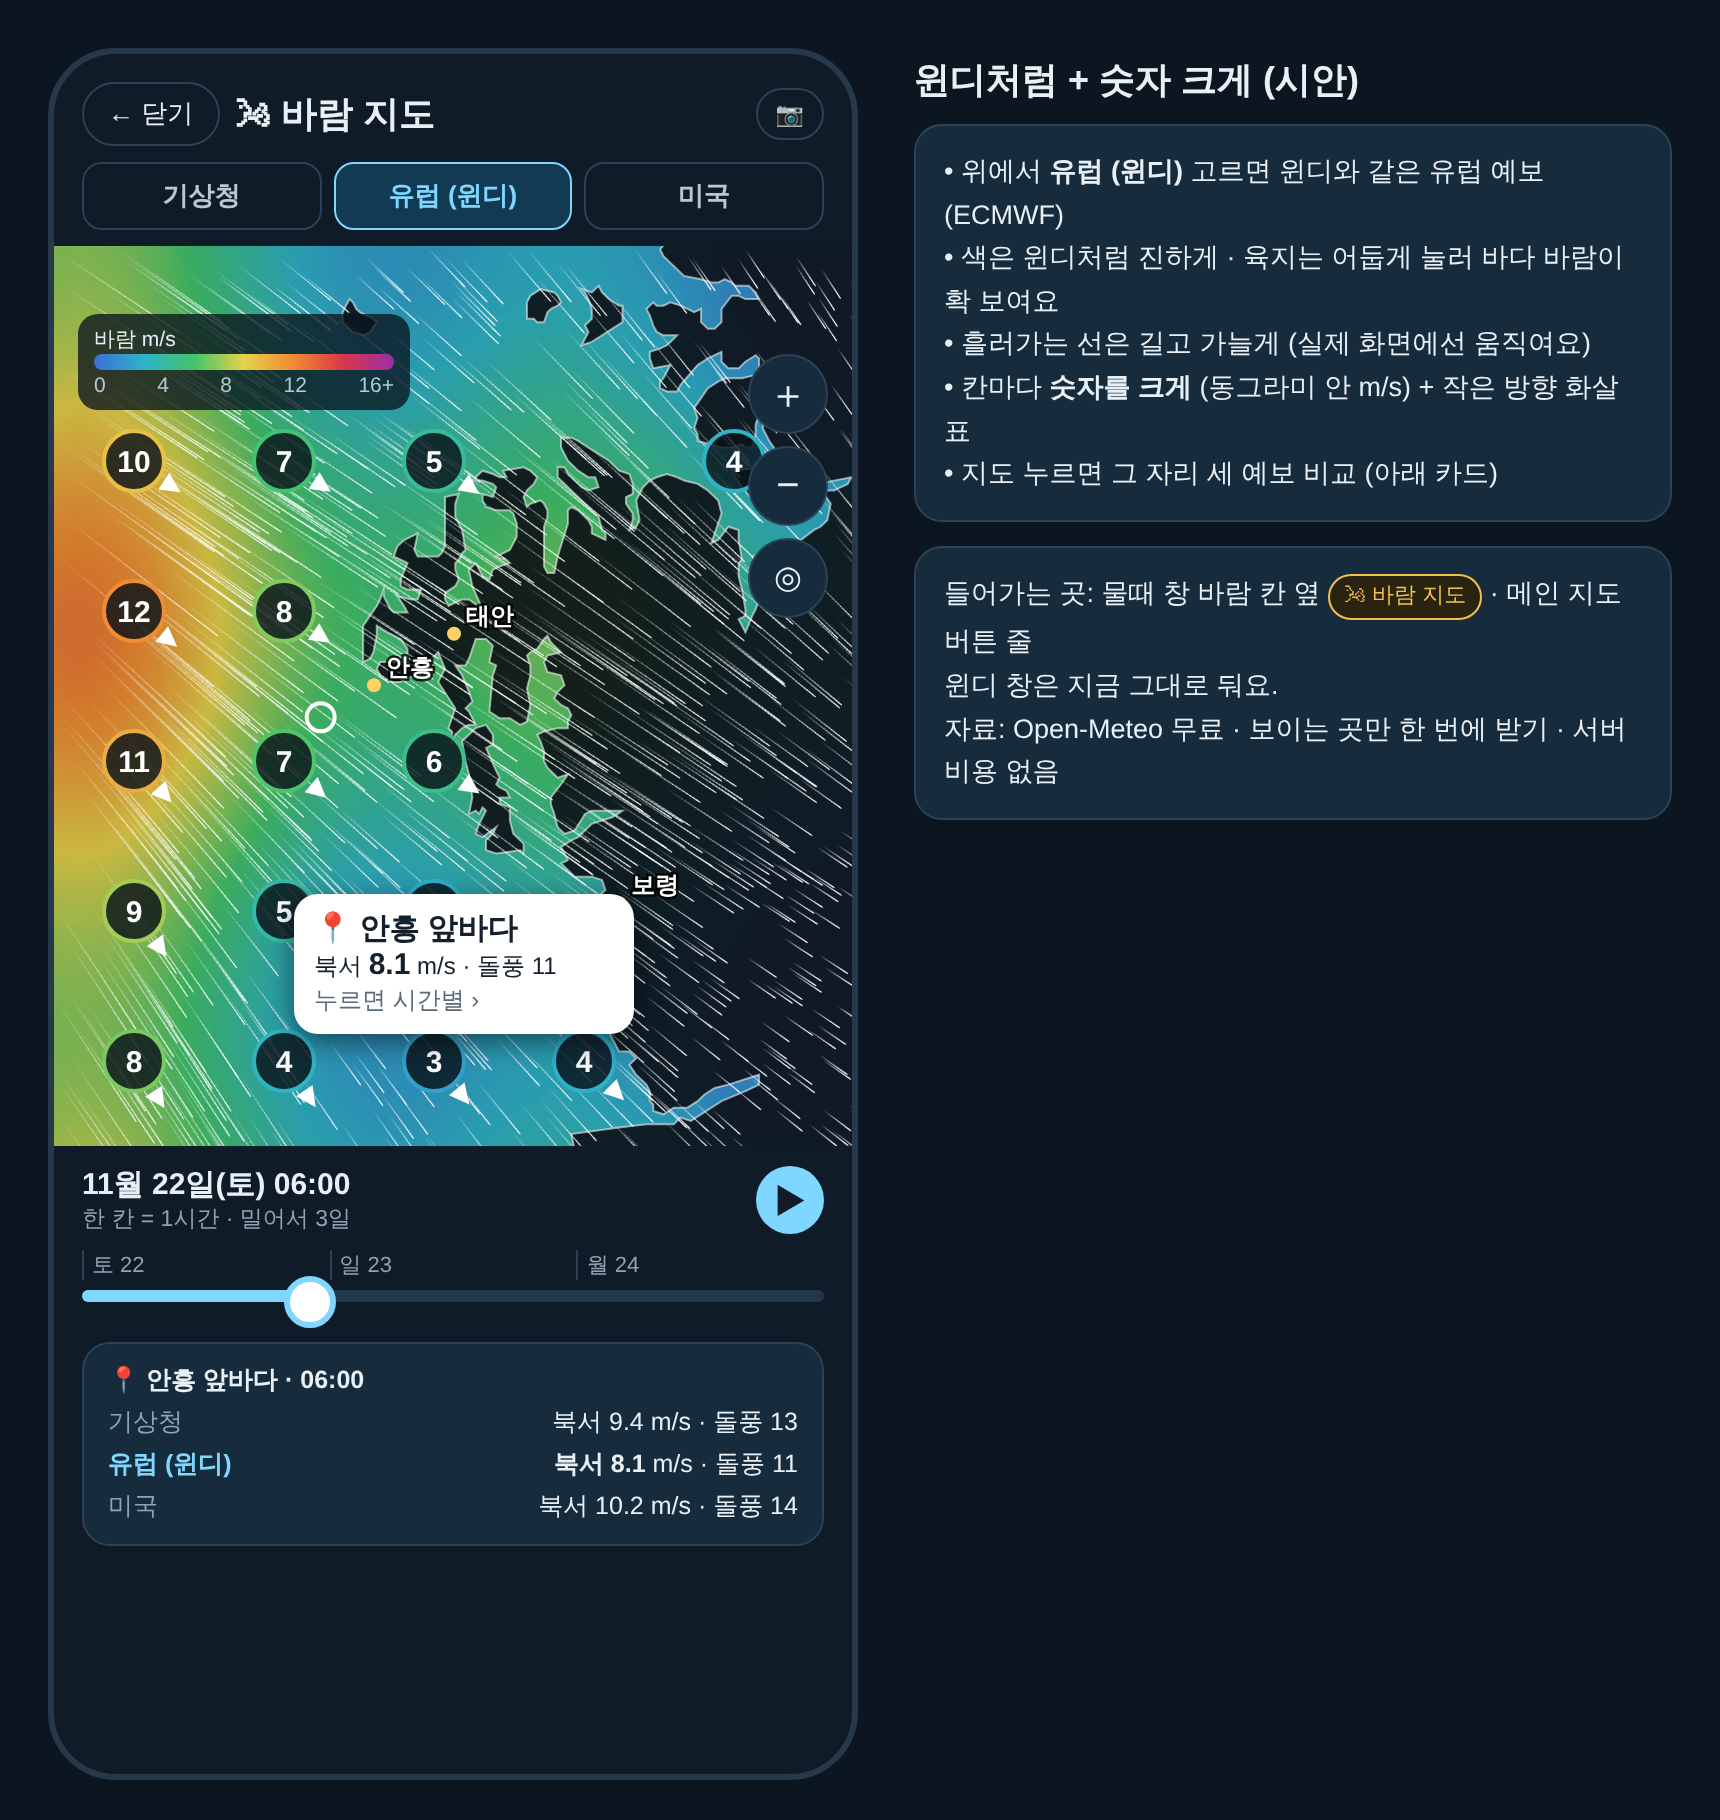 ← 닫기 🌬 바람 지도
기상청 유럽 (윈디) 미국
바람 m/s
0 4 8 12 16+
+
10 7 5 4
−
◎
12 8
태안
안흥
11 7 6
보령
9 5
📍 안흥 앞바다
북서 8.1 m/s · 돌풍 11
누르면 시간별 ›
8 4 3 4
11월 22일(토) 06:00
한 칸 = 1시간 · 밀어서 3일
토 22 일 23 월 24
📍 안흥 앞바다 · 06:00
기상청 북서 9.4 m/s · 돌풍 13
유럽 (윈디) 북서 8.1 m/s · 돌풍 11
미국 북서 10.2 m/s · 돌풍 14
윈디처럼 + 숫자 크게 (시안)
• 위에서 유럽 (윈디) 고르면 윈디와 같은 유럽 예보
(ECMWF)
• 색은 윈디처럼 진하게 · 육지는 어둡게 눌러 바다 바람이
확 보여요
• 흘러가는 선은 길고 가늘게 (실제 화면에선 움직여요)
• 칸마다 숫자를 크게 (동그라미 안 m/s) + 작은 방향 화살
표
• 지도 누르면 그 자리 세 예보 비교 (아래 카드)
들어가는 곳: 물때 창 바람 칸 옆 🌬 바람 지도 · 메인 지도
버튼 줄
윈디 창은 지금 그대로 둬요.
자료: Open-Meteo 무료 · 보이는 곳만 한 번에 받기 · 서버
비용 없음